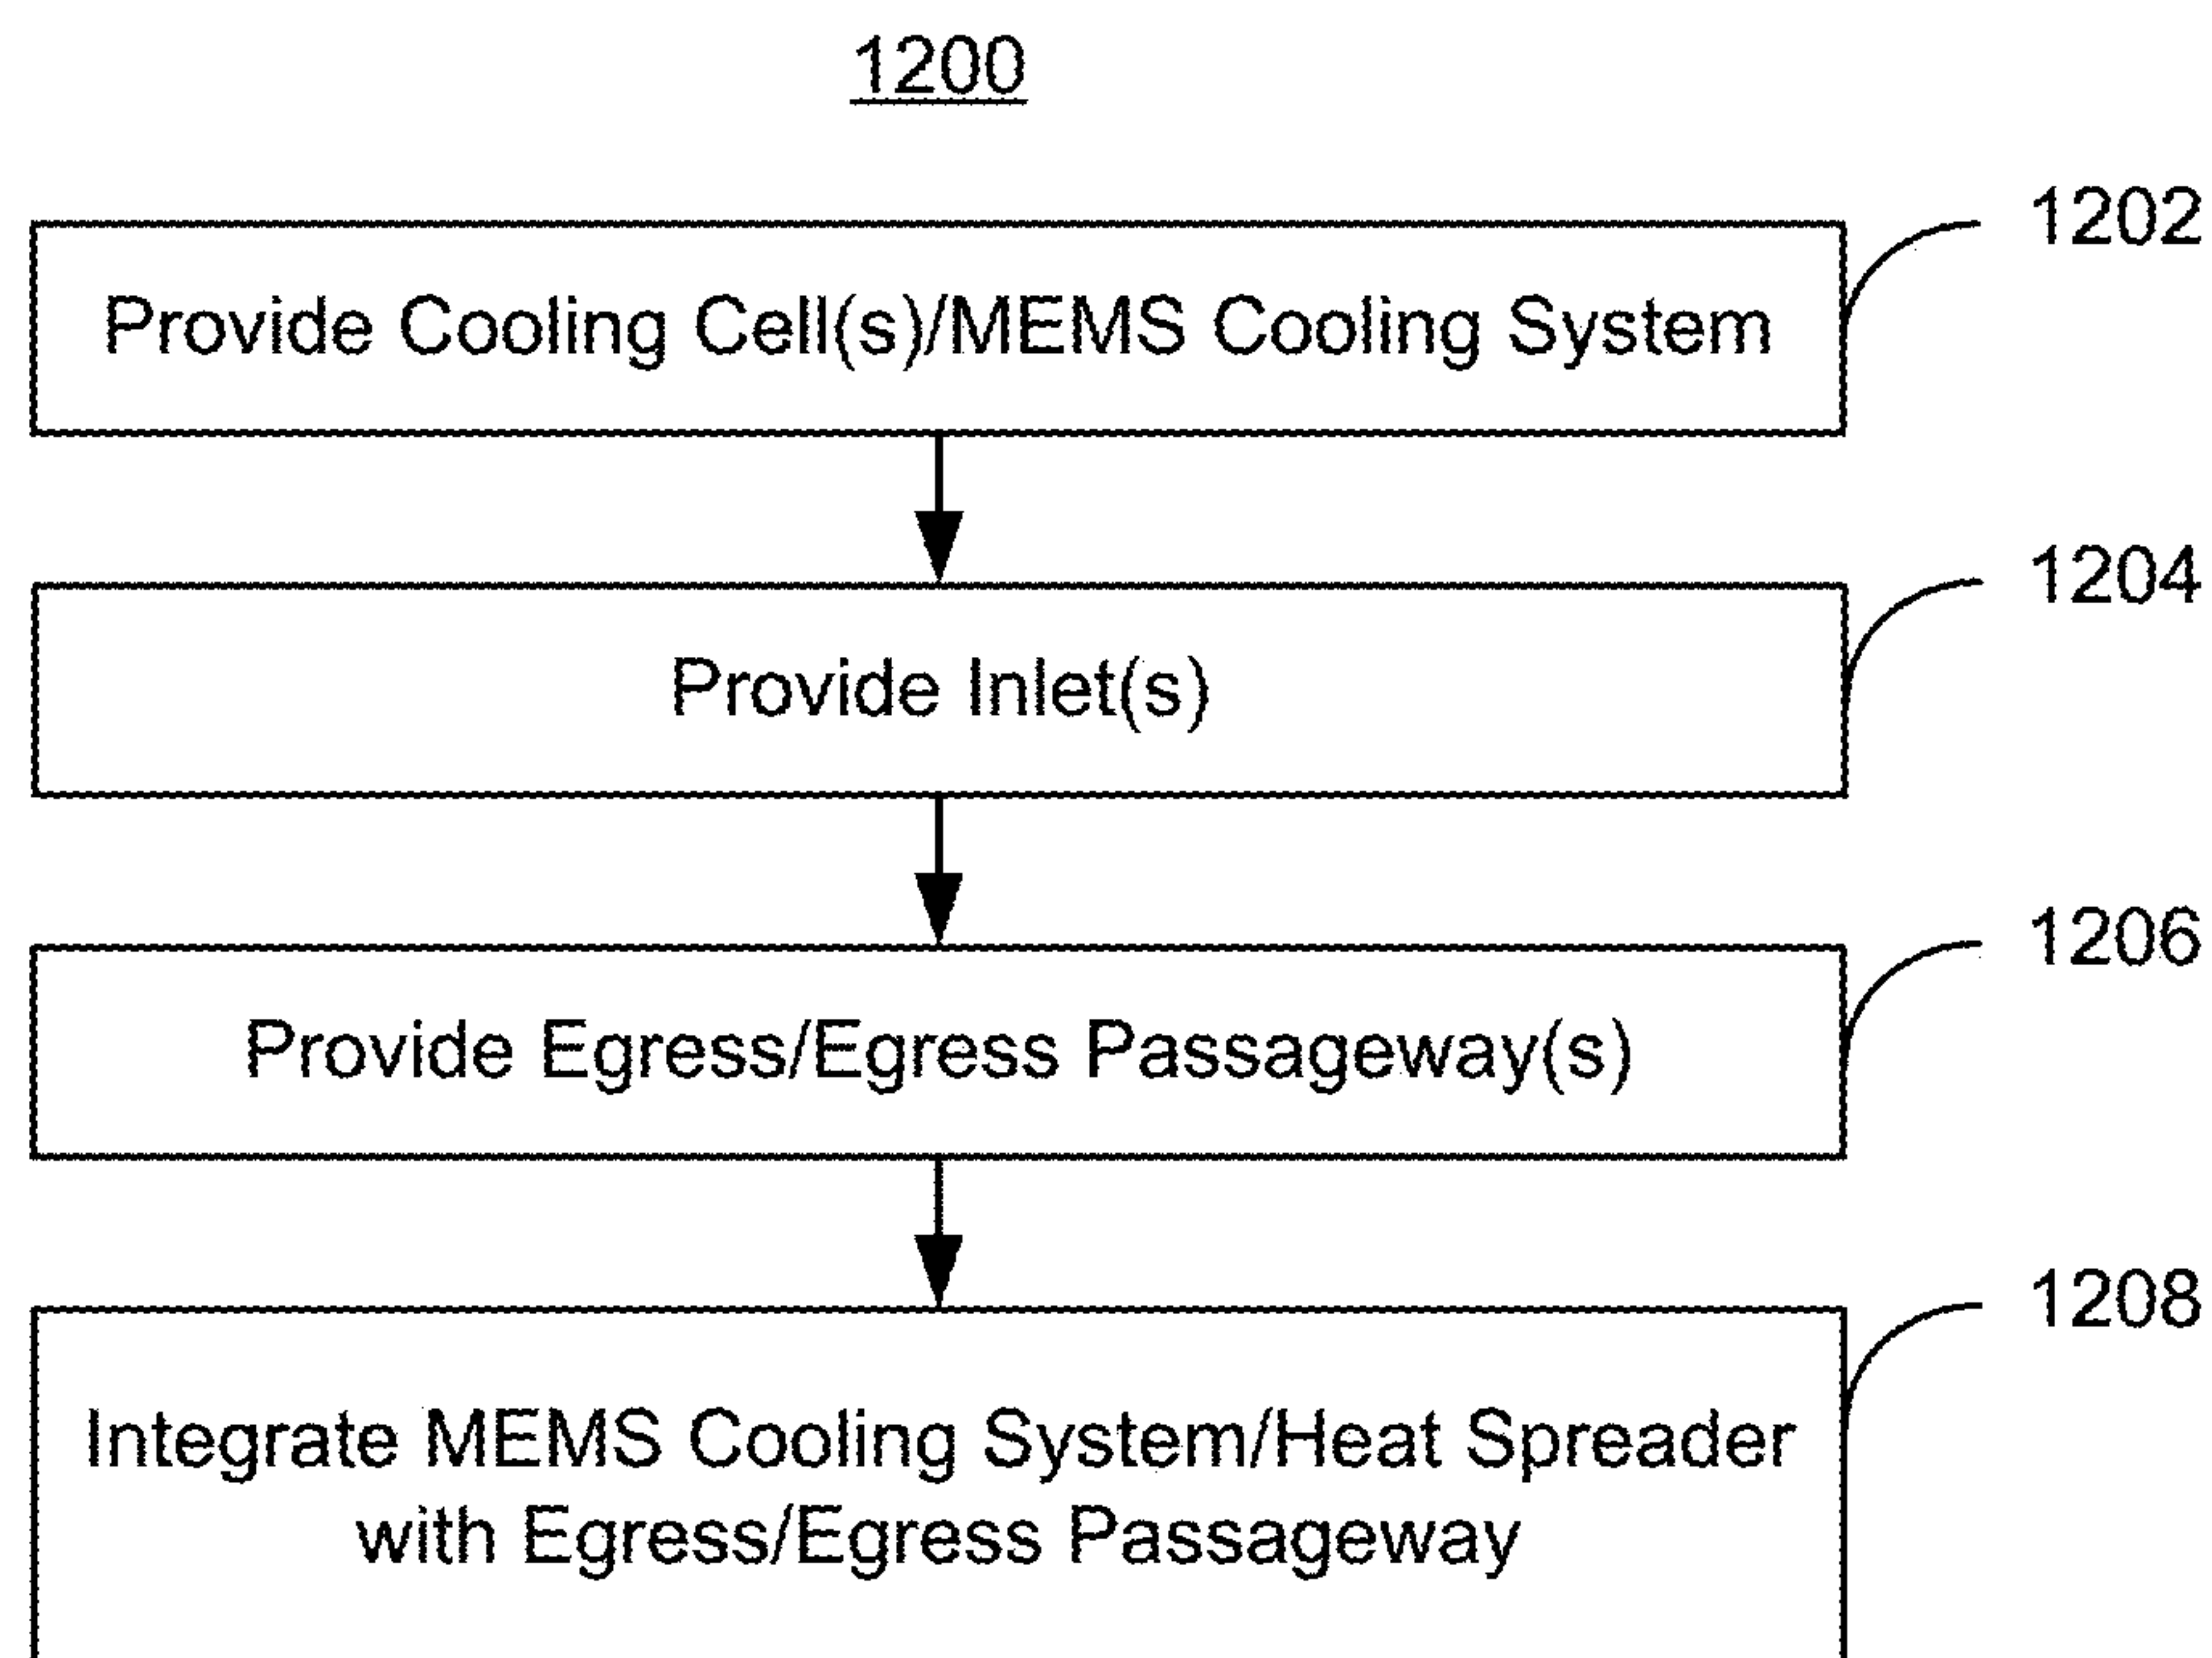 1200
1202
Provide Cooling Cell(s)/MEMS Cooling System
1204
Provide Inlet(s)
1206
Provide Egress/Egress Passageway(s)
1208
Integrate MEMS Cooling System/Heat Spreader
with Egress/Egress Passageway